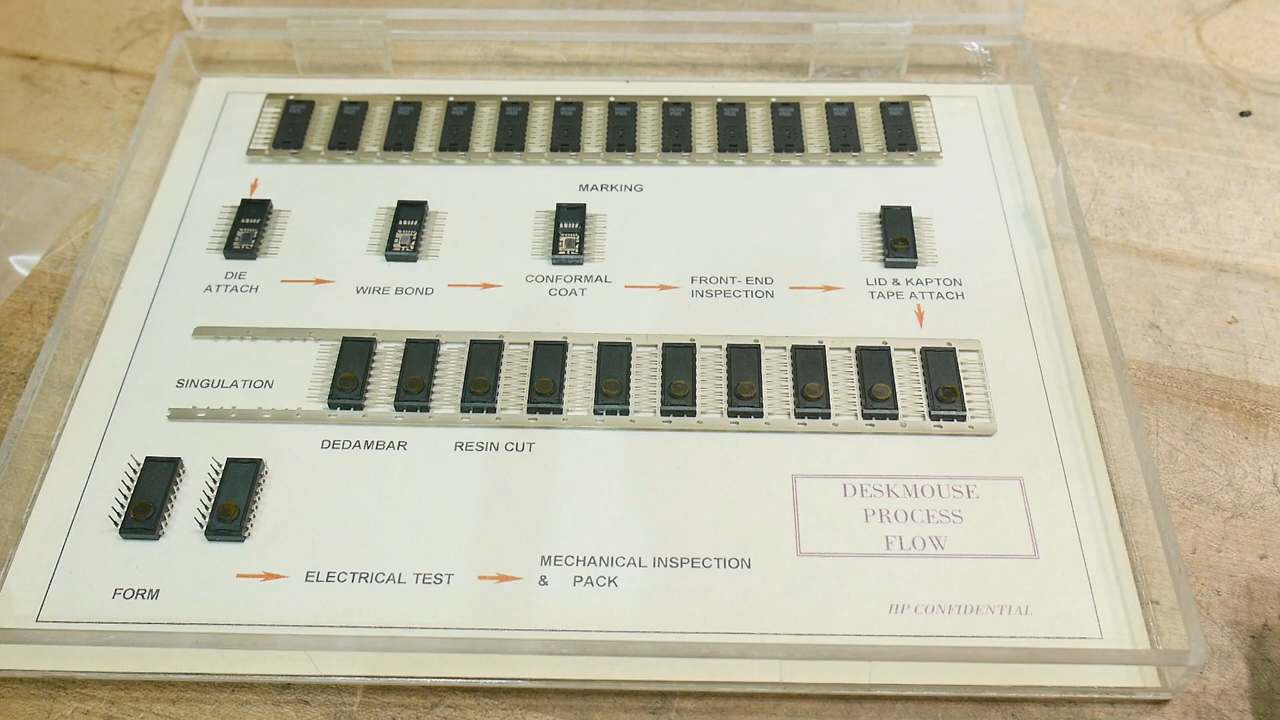 MARKING
DIE
ATTACH
WIRE BOND
CONFORMAL
COAT
FRONT- END
INSPECTION
LID & KAPTON
TAPE ATTACH
SINGULATION
DEDAMBAR
RESIN CUT
DESKMOUSE
PROCESS
FLOW
FORM
ELECTRICAL TEST
MECHANICAL INSPECTION
& PACK
HP CONFIDENTIAL